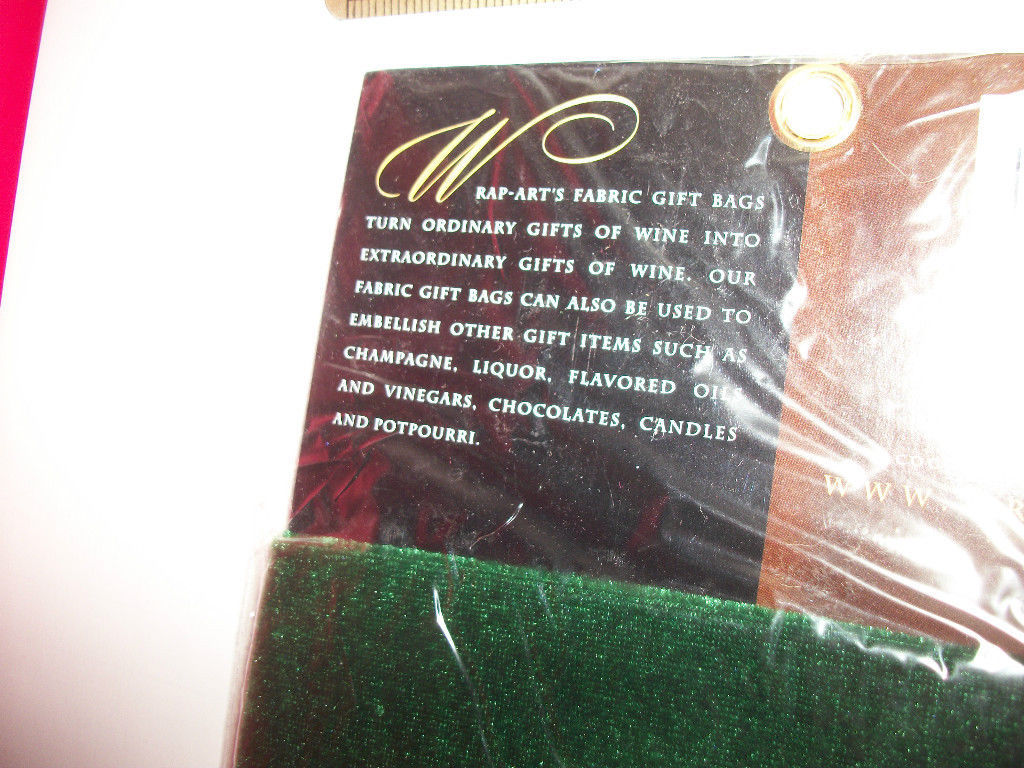 WRAP-ART'S FABRIC GIFT BAGS
TURN ORDINARY GIFTS OF WINE INTO
EXTRAORDINARY GIFTS OF WINE. OUR
FABRIC GIFT BAGS CAN ALSO BE USED TO
EMBELLISH OTHER GIFT ITEMS SUCH AS
CHAMPAGNE, LIQUOR, FLAVORED OILS
AND VINEGARS, CHOCOLATES, CANDLES
AND POTPOURRI.
WWW.